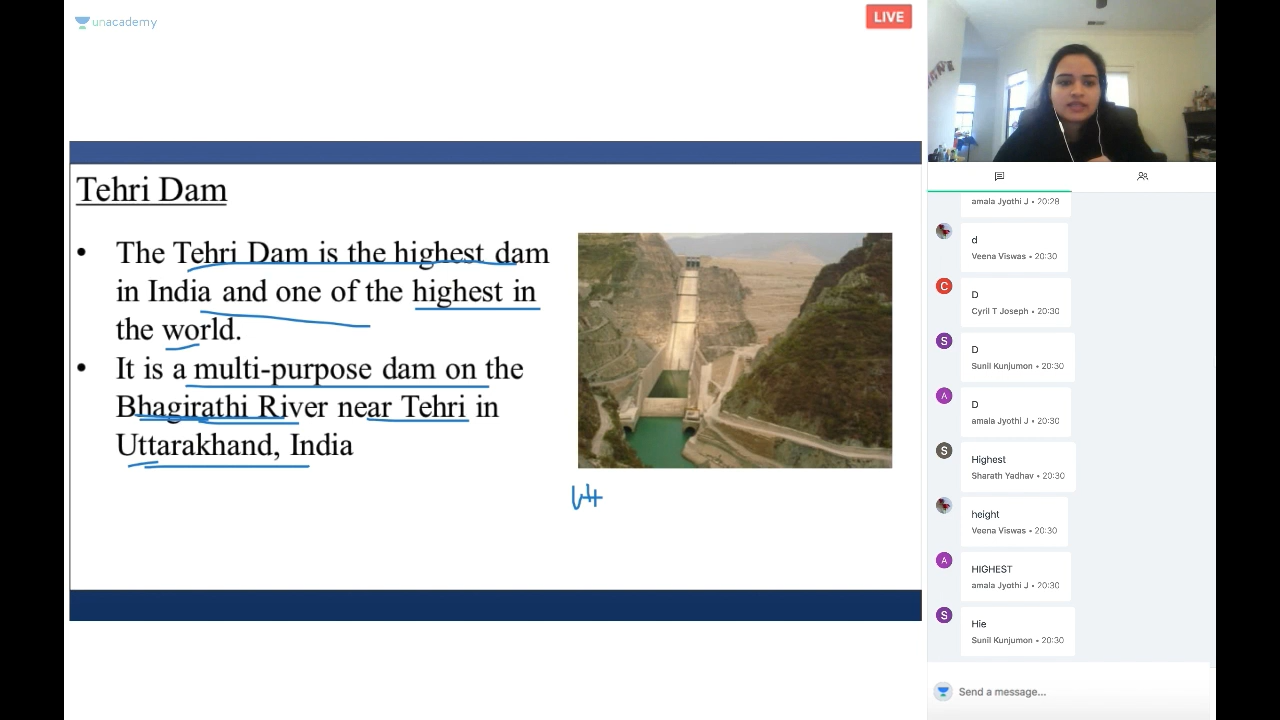 unacademy
LIVE
Tehri Dam
• The Tehri Dam is the highest dam
in India and one of the highest in
the world.
• It is a multi-purpose dam on the
Bhagirathi River near Tehri in
Uttarakhand, India
amala Jyothi J • 20:28
d
Veena Viswas • 20:30
C
D
Cyril T Joseph • 20:30
S
D
Sunil Kunjumon • 20:30
A
D
amala Jyothi J • 20:30
S
Highest
Sharath Yadhav • 20:30
height
Veena Viswas • 20:30
A
HIGHEST
amala Jyothi J • 20:30
S
Hie
Sunil Kunjumon • 20:30
Send a message...